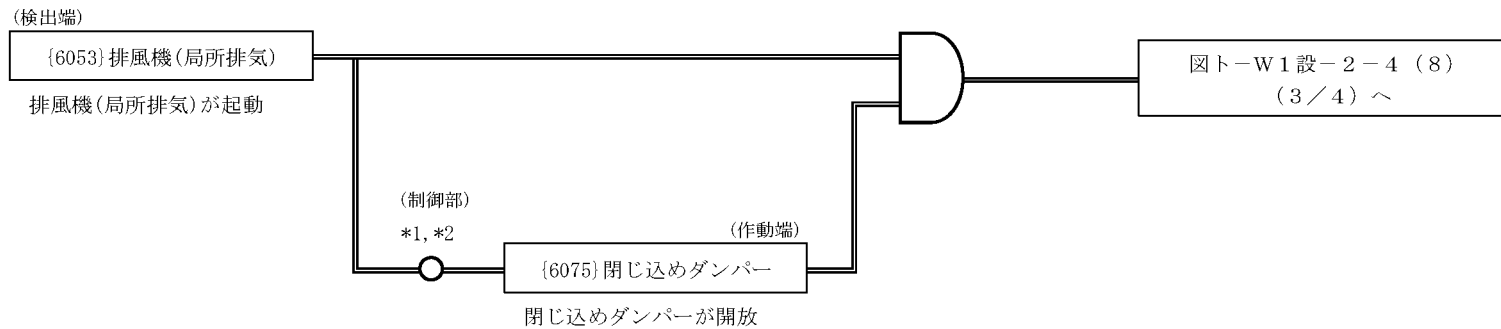 (検出端)
{6053}排風機(局所排気)
排風機(局所排気)が起動
図ト－W１設－２－４（８）
（３／４）へ
(制御部)
*1, *2
(作動端)
{6075}閉じ込めダンパー
閉じ込めダンパーが開放